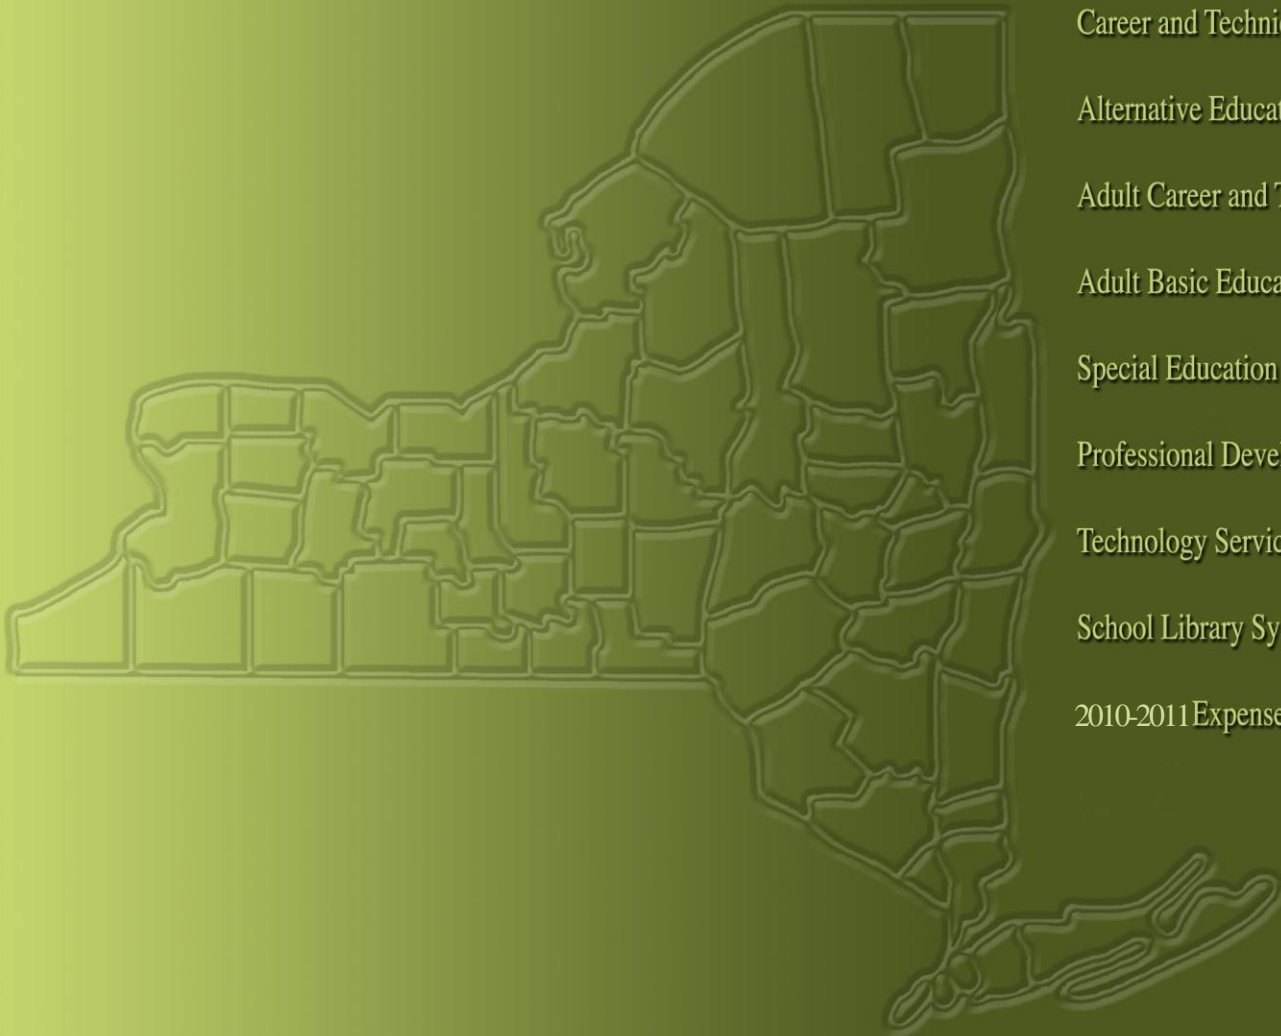 Career and Techni
Alternative Educat
Adult Career and T
Adult Basic Educa
Special Education
Professional Deve
Technology Servic
School Library Sy
2010-2011Expense